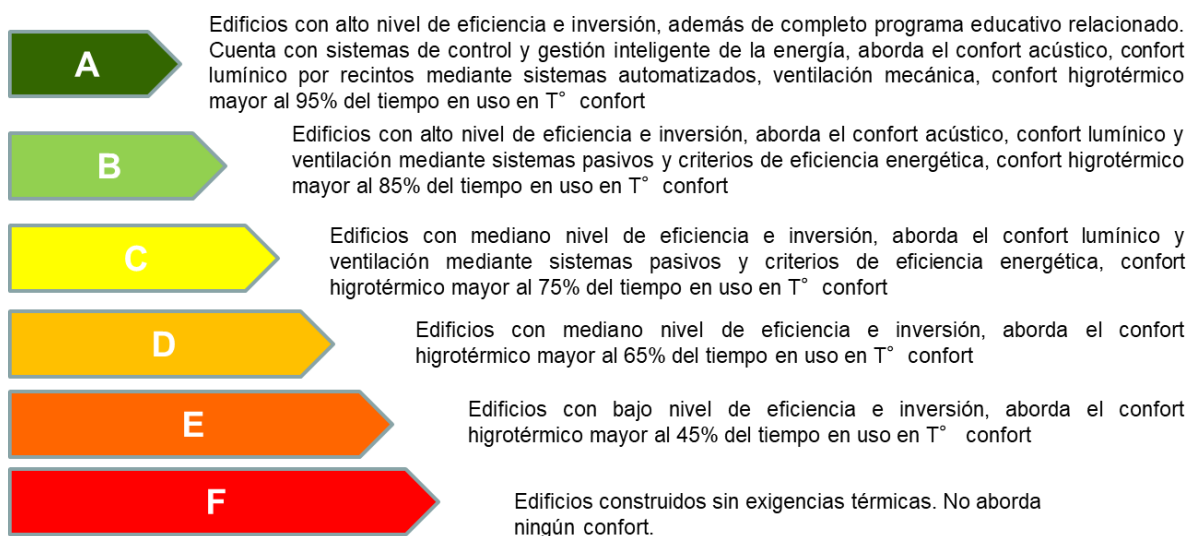 A
Edificios con alto nivel de eficiencia e inversión, además de completo programa educativo relacionado.
Cuenta con sistemas de control y gestión inteligente de la energía, aborda el confort acústico, confort
lumínico por recintos mediante sistemas automatizados, ventilación mecánica, confort higrotérmico
mayor al 95% del tiempo en uso en T° confort
B
Edificios con alto nivel de eficiencia e inversión, aborda el confort acústico, confort lumínico y
ventilación mediante sistemas pasivos y criterios de eficiencia energética, confort higrotérmico
mayor al 85% del tiempo en uso en T° confort
C
Edificios con mediano nivel de eficiencia e inversión, aborda el confort lumínico y
ventilación mediante sistemas pasivos y criterios de eficiencia energética, confort
higrotérmico mayor al 75% del tiempo en uso en T° confort
D
Edificios con mediano nivel de eficiencia e inversión, aborda el confort
higrotérmico mayor al 65% del tiempo en uso en T° confort
E
Edificios con bajo nivel de eficiencia e inversión, aborda el confort
higrotérmico mayor al 45% del tiempo en uso en T° confort
F
Edificios construidos sin exigencias térmicas. No aborda
ningún confort.